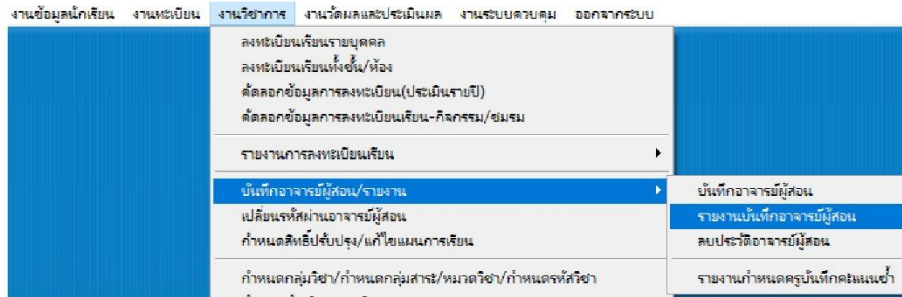 งานข้อมูลนักเรียน งานทะเบียน งานวิชาการ งานวัดผลและประเมินผล งานระบบควบคุม ออกจากระบบ
ลงทะเบียนเรียนรายบุคคล
ลงทะเบียนเรียนทั้งชั้น/ห้อง
คัดลอกข้อมูลการลงทะเบียน(ประเมินรายปี)
คัดลอกข้อมูลการลงทะเบียนเรียน-กิจกรรม/ชมรม
รายงานการลงทะเบียนเรียน
บันทึกอาจารย์ผู้สอน/รายงาน
เปลี่ยนรหัสผ่านอาจารย์ผู้สอน
กำหนดสิทธิ์ปรับปรุง/แก้ไขแผนการเรียน
กำหนดกลุ่มวิชา/กำหนดกลุ่มสาระ/หมวดวิชา/กำหนดรหัสวิชา
บันทึกอาจารย์ผู้สอน
รายงานบันทึกอาจารย์ผู้สอน
ลบประวัติอาจารย์ผู้สอน
รายงานกำหนดครูบันทึกคะแนนซ้ำ